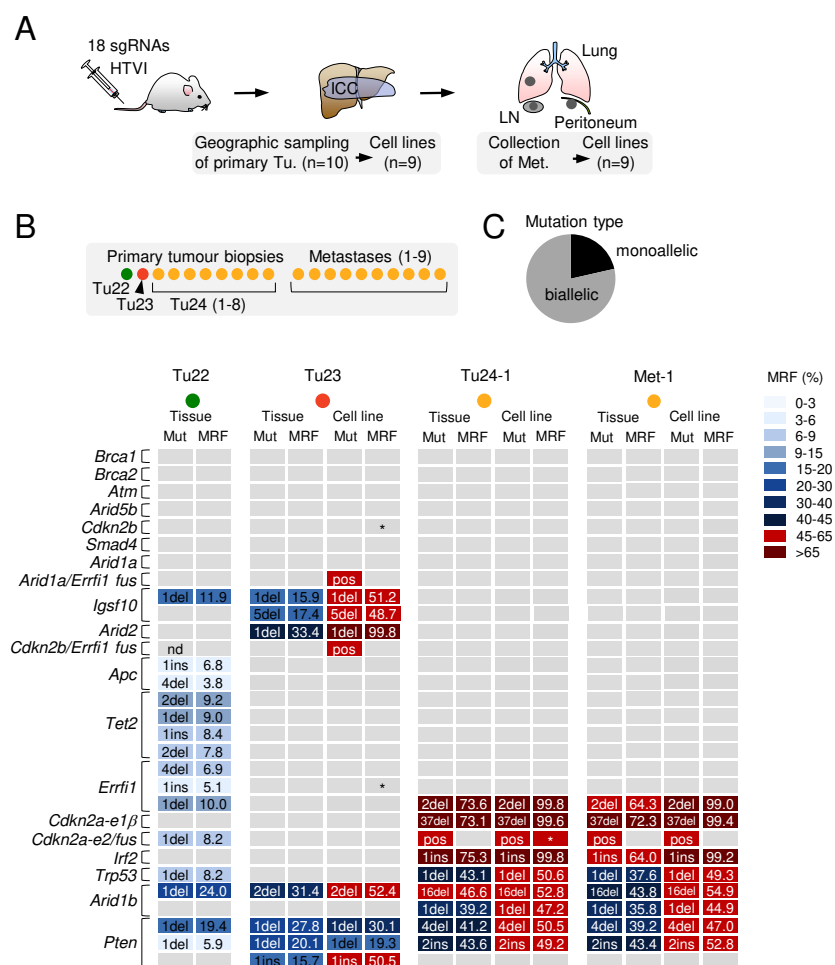 A
18 sgRNAs
HTVI
ICC
Lung
LN
Peritoneum
Geographic sampling
of primary Tu. (n=10)
Cell lines
(n=9)
Collection
of Met.
Cell lines
(n=9)
B
Primary tumour biopsies Metastases (1-9)
Tu22
Tu23 Tu24 (1-8)
C
Mutation type
monoallelic
biallelic
Tu22 Tu23 Tu24-1 Met-1
Tissue Tissue Cell line Tissue Cell line Tissue Cell line
Mut MRF Mut MRF Mut MRF Mut MRF Mut MRF Mut MRF Mut MRF
MRF (%)
0-3
3-6
6-9
9-15
15-20
20-30
30-40
40-45
45-65
>65
Brca1
Brca2
Atm
Arid5b
Cdkn2b *
Smad4
Arid1a
Arid1a/Errfi1 fus pos
Igsf10 1del 11.9 1del 15.9 1del 51.2
5del 17.4 5del 48.7
Arid2 1del 33.4 1del 99.8
Cdkn2b/Errfi1 fus nd pos
Apc 1ins 6.8
4del 3.8
Tet2 2del 9.2
1del 9.0
1ins 8.4
2del 7.8
Errfi1 4del 6.9
1ins 5.1 *
1del 10.0 2del 73.6 2del 99.8 2del 64.3 2del 99.0
Cdkn2a-e1β 37del 73.1 37del 99.6 37del 72.3 37del 99.4
Cdkn2a-e2/fus 1del 8.2 pos pos * pos pos
Irf2 1ins 75.3 1ins 99.8 1ins 64.0 1ins 99.2
Trp53 1del 8.2 1del 43.1 1del 50.6 1del 37.6 1del 49.3
Arid1b 1del 24.0 2del 31.4 2del 52.4 16del 46.6 16del 52.8 16del 43.8 16del 54.9
1del 39.2 1del 47.2 1del 35.8 1del 44.9
Pten 1del 19.4 1del 27.8 1del 30.1 4del 41.2 4del 50.5 4del 39.2 4del 47.0
1del 5.9 1del 20.1 1del 19.3 2ins 43.6 2ins 49.2 2ins 43.4 2ins 52.8
1ins 15.7 1ins 50.5